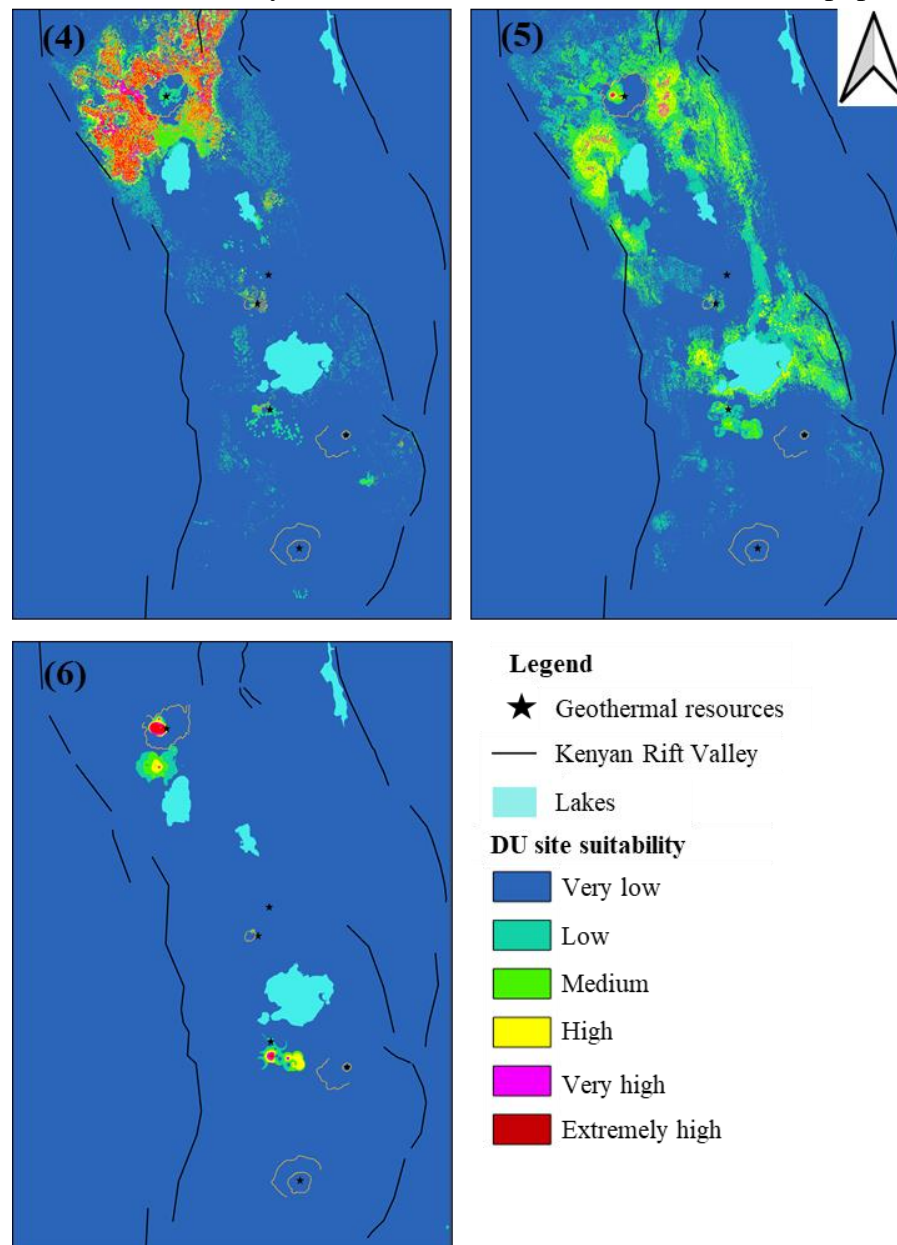 (4)
(5)
(6)
Legend
Geothermal resources
Kenyan Rift Valley
Lakes
DU site suitability
Very low
Low
Medium
High
Very high
Extremely high